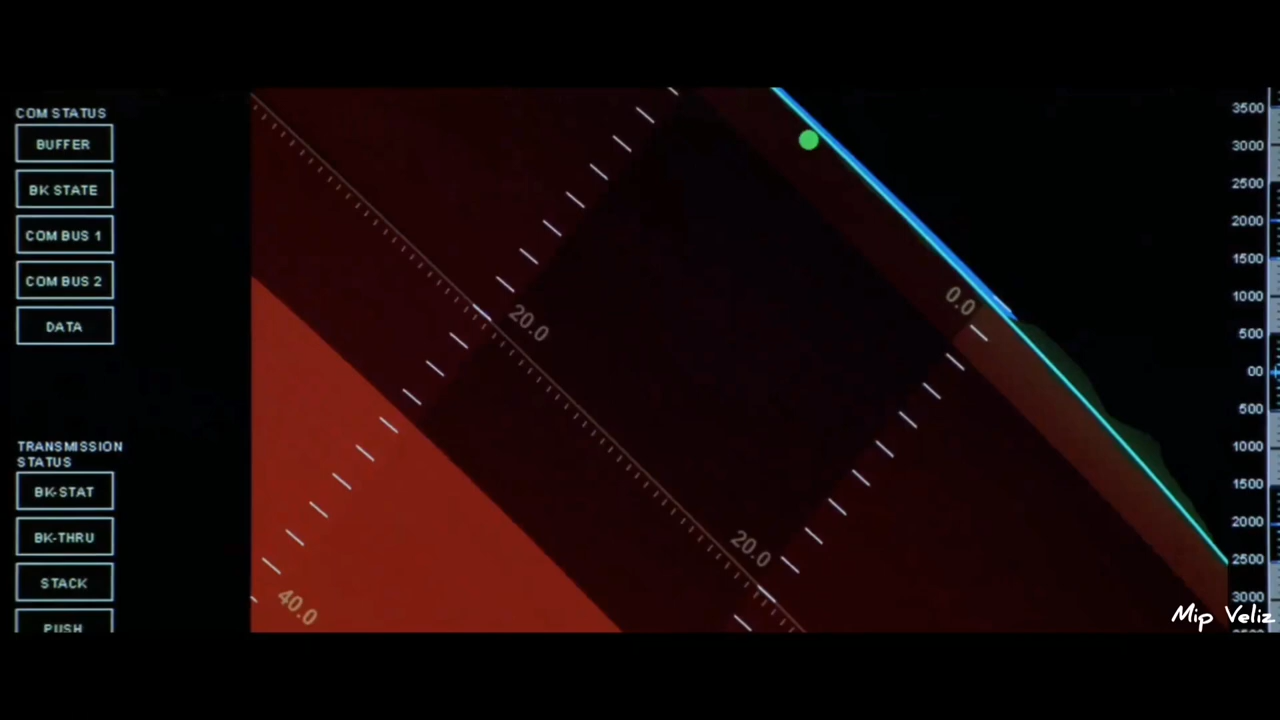 COM STATUS
BUFFER
BK STATE
COM BUS 1
COM BUS 2
DATA
TRANSMISSION
STATUS
BK-STAT
BK-THRU
STACK
PUSH
20.0
0.0
20.0
40.0
3500
3000
2500
2000
1500
1000
500
00
500
1000
1500
2000
2500
3000
Mip Veliz